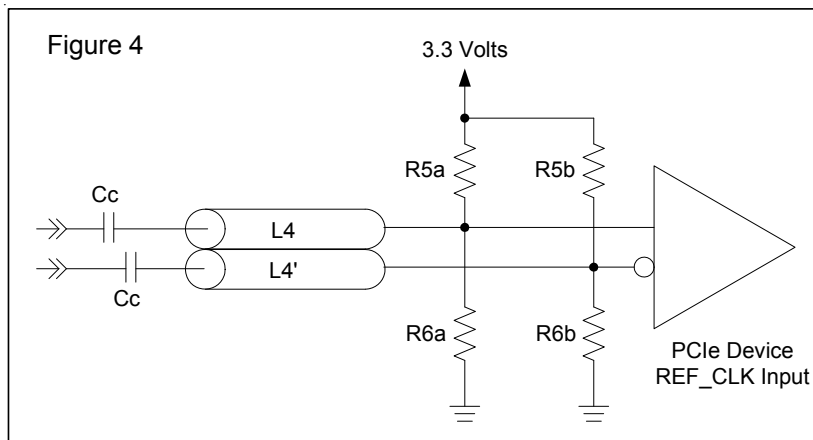 Figure 4
3.3 Volts
R5a
R5b
Cc
L4
L4'
Cc
R6a
R6b
PCIe Device
REF_CLK Input